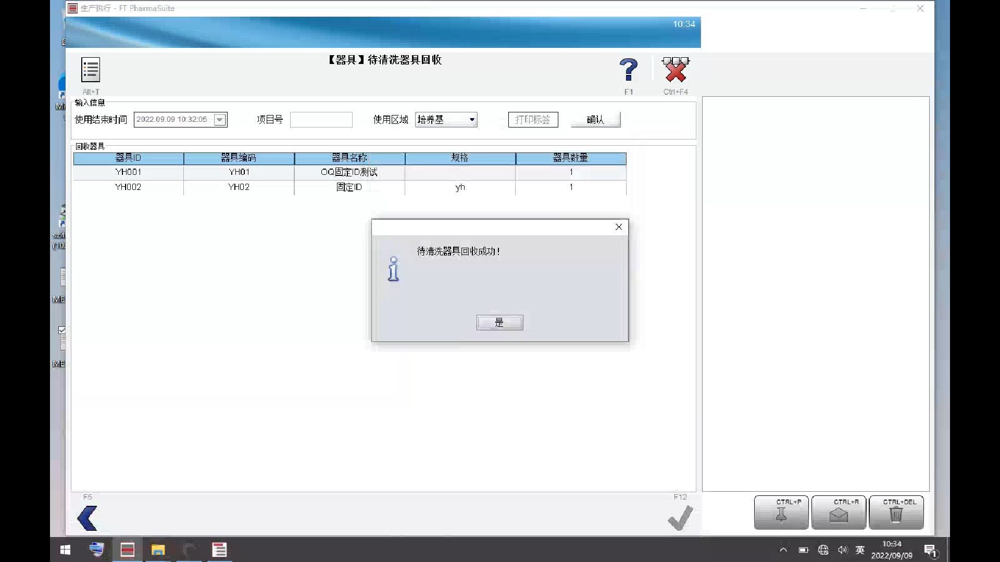 生产执行 - FT PharmaSuite
10:34
【器具】待清洗器具回收
Alt+T
F1
Ctrl+F4
输入信息
使用结束时间 2022.09.09 10:32:05 项目号 使用区域 培养基 打印标签 确认
回收器具
器具ID 器具编码 器具名称 规格 器具数量
YH001 YH01 OQ固定ID测试 1
YH002 YH02 固定ID yh 1
待清洗器具回收成功!
是
szit
(10.
ME
ME
F5
F12
CTRL+P
CTRL+R
CTRL+DEL
英
10:34
2022/09/09
1